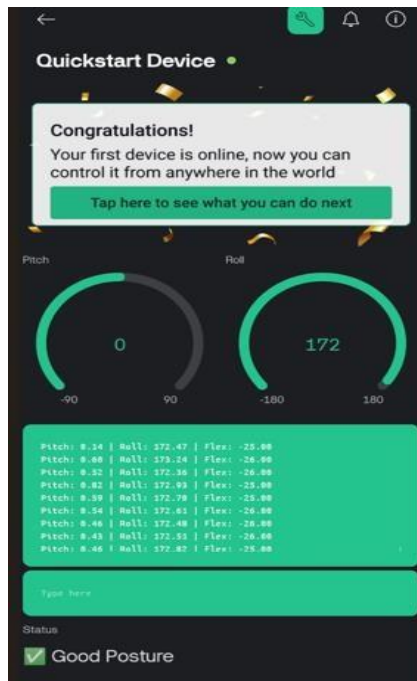 Quickstart Device
Congratulations!
Your first device is online, now you can
control it from anywhere in the world
Tap here to see what you can do next
Pitch
Roll
0
172
-90
90
-180
180
Pitch: 0.14 | Roll: 172.47 | Flex: -25.00
Pitch: 0.60 | Roll: 173.24 | Flex: -26.00
Pitch: 0.52 | Roll: 172.36 | Flex: -26.00
Pitch: 0.82 | Roll: 172.93 | Flex: -25.00
Pitch: 0.59 | Roll: 172.70 | Flex: -25.00
Pitch: 0.54 | Roll: 172.61 | Flex: -26.00
Pitch: 0.46 | Roll: 172.48 | Flex: -28.00
Pitch: 0.43 | Roll: 172.51 | Flex: -26.00
Pitch: 0.46 | Roll: 172.82 | Flex: -25.00
Type here
Status
Good Posture